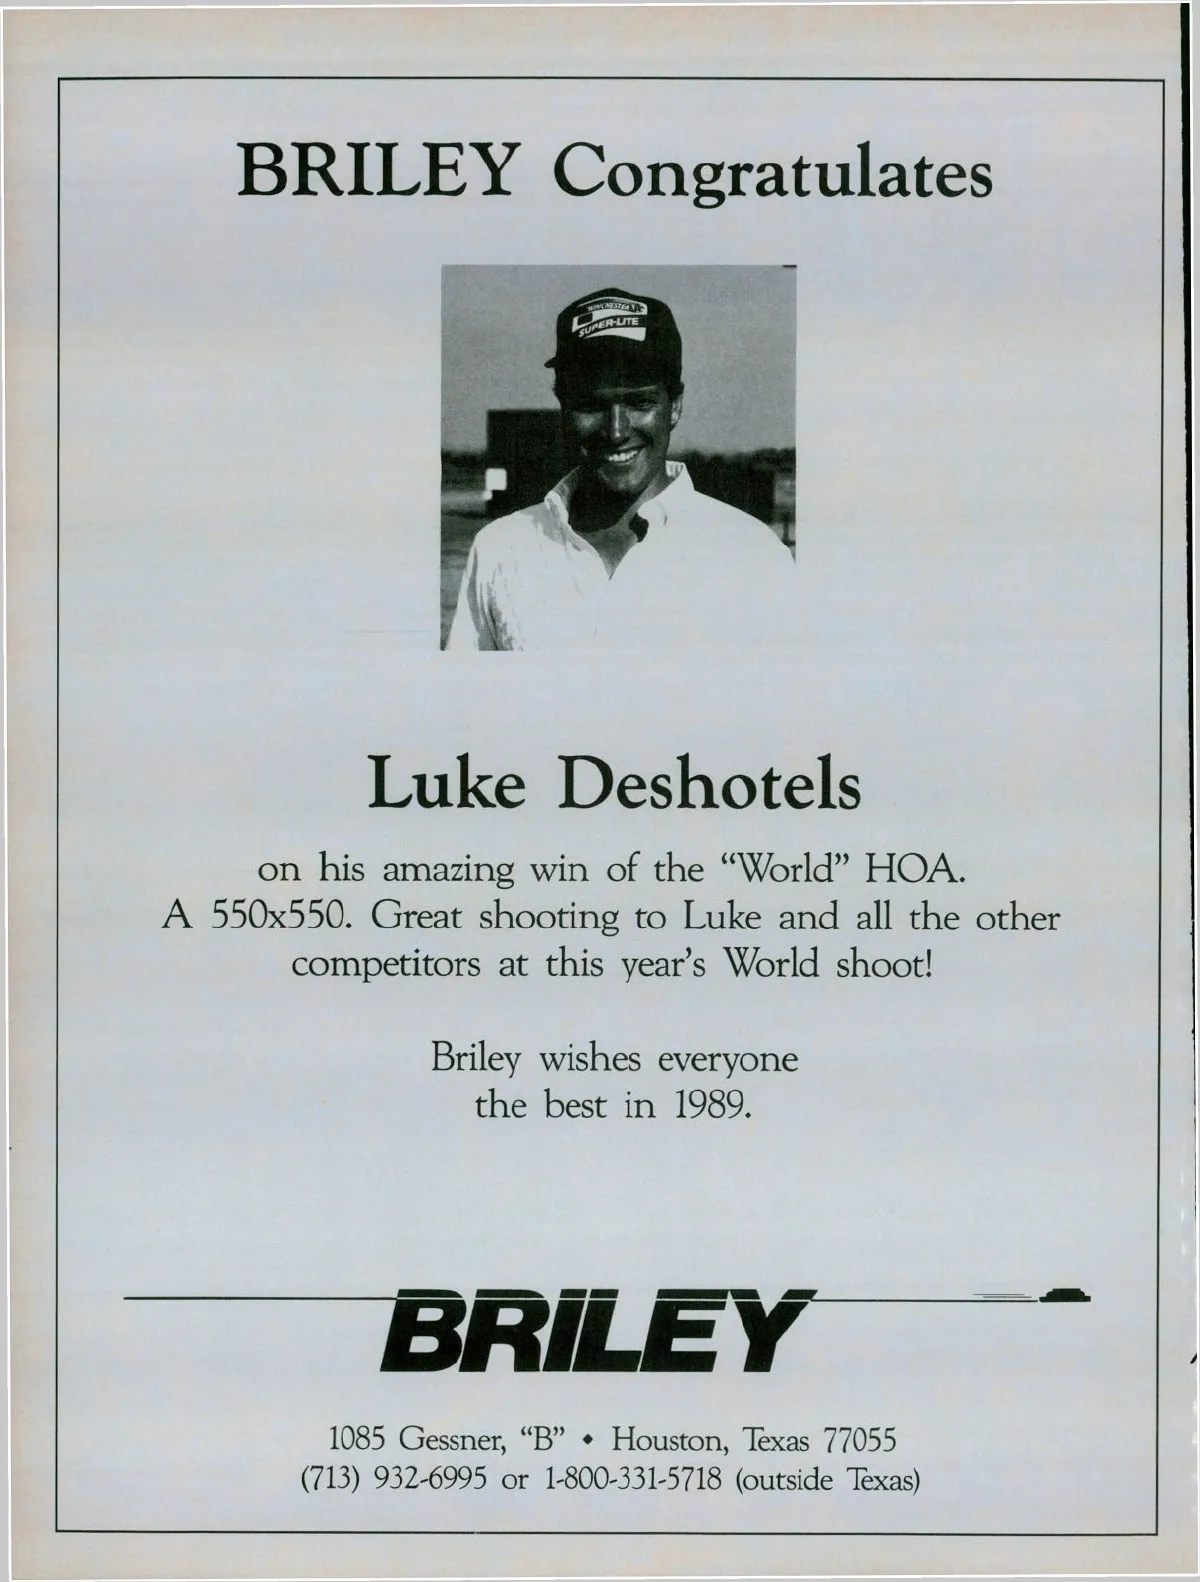 BRILEY Congratulates
WINCHESTER
SUPER-LITE
Luke Deshotels
on his amazing win of the “World” HOA.
A 550x550. Great shooting to Luke and all the other
competitors at this year’s World shoot!
Briley wishes everyone
the best in 1989.
BRILEY
1085 Gessner, “B” • Houston, Texas 77055
(713) 932-6995 or 1-800-331-5718 (outside Texas)